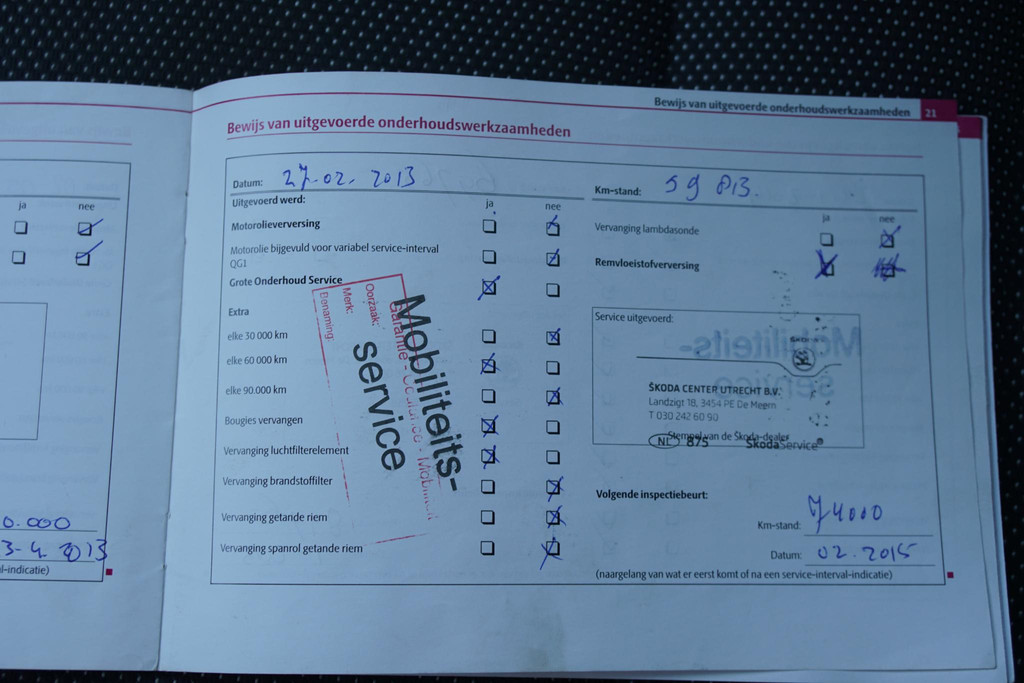 ja nee
0.000
3-4. 2013
l-indicatie)
Bewijs van uitgevoerde onderhoudswerkzaamheden 21
Bewijs van uitgevoerde onderhoudswerkzaamheden
Datum: 27-02. 2013
Uitgevoerd werd: ja nee
Motorolieverversing
Motorolie bijgevuld voor variabel service-interval
QG1
Grote Onderhoud Service
Extra
elke 30 000 km
elke 60 000 km
elke 90.000 km
Bougies vervangen
Vervanging luchtfilterelement
Vervanging brandstoffilter
Vervanging getande riem
Vervanging spanrol getande riem
Oorzaak:
Merk:
Benaming:
Mobiliteits-
service
Km-stand: 59 813.
ja nee
Vervanging lambdasonde
Remvloeistofverversing
Service uitgevoerd:
ŠKODA CENTER UTRECHT B.V.
Landzigt 18, 3454 PE De Meern
T 030 242 60 90
Stempel van de Škoda-dealer
NL 875 ŠkodaService
Volgende inspectiebeurt:
Km-stand: 74000
Datum: 02. 2015
(naargelang van wat er eerst komt of na een service-interval-indicatie)